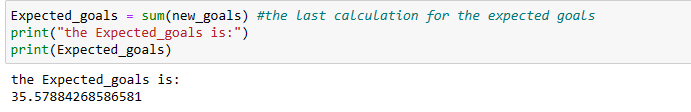 Expected_goals = sum(new_goals) #the last calculation for the expected goals
print("the Expected_goals is:")
print(Expected_goals)
the Expected_goals is:
35.57884268586581